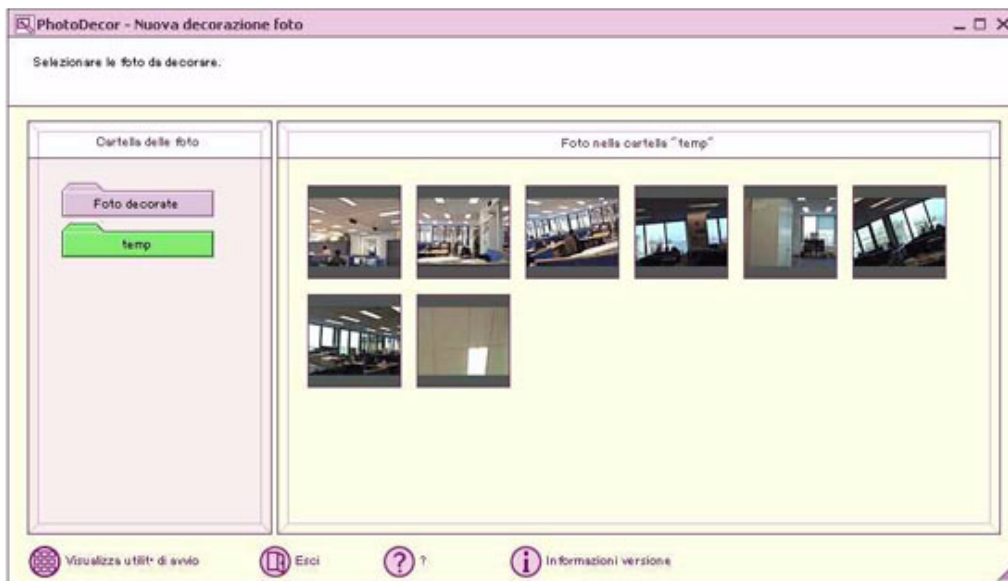 PhotoDecor - Nuova decorazione foto
Selezionare le foto da decorare.
Cartella delle foto
Foto nella cartella "temp"
Foto decorate
temp
Visualizza utilit• di avvio
Esci
?
?
Informazioni versione